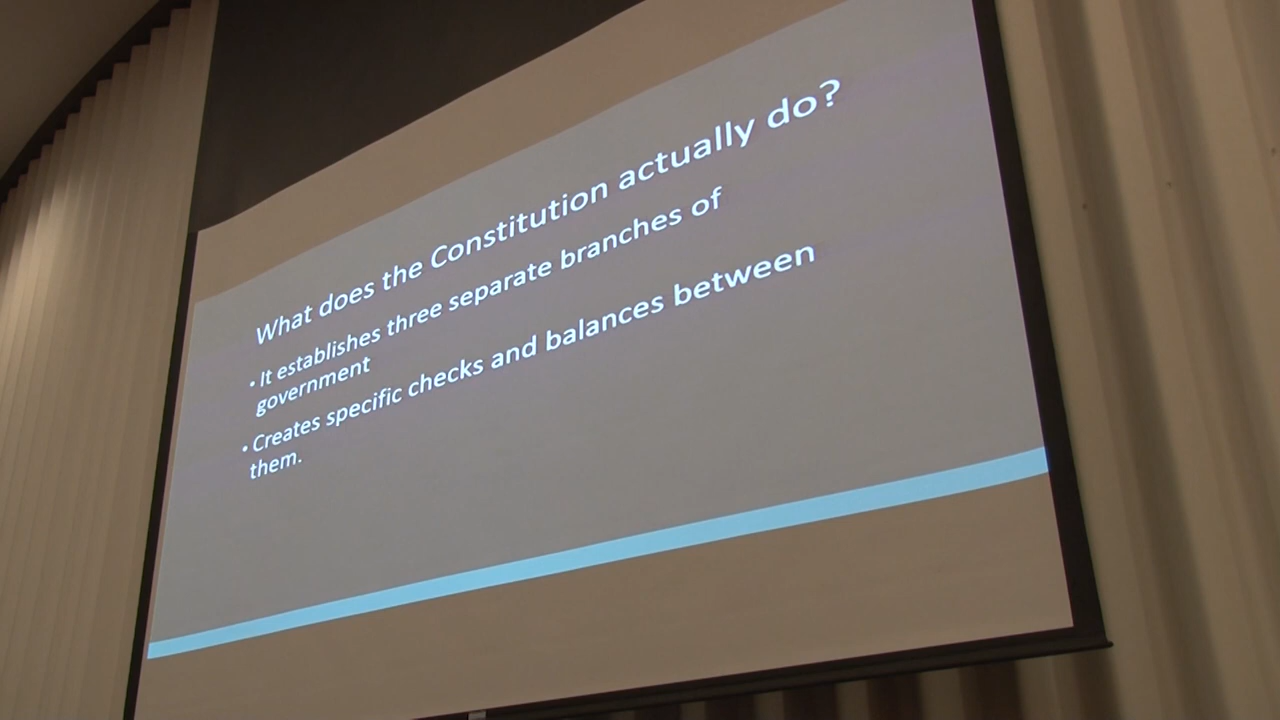 What does the Constitution actually do?
• It establishes three separate branches of
government
• Creates specific checks and balances between
them.